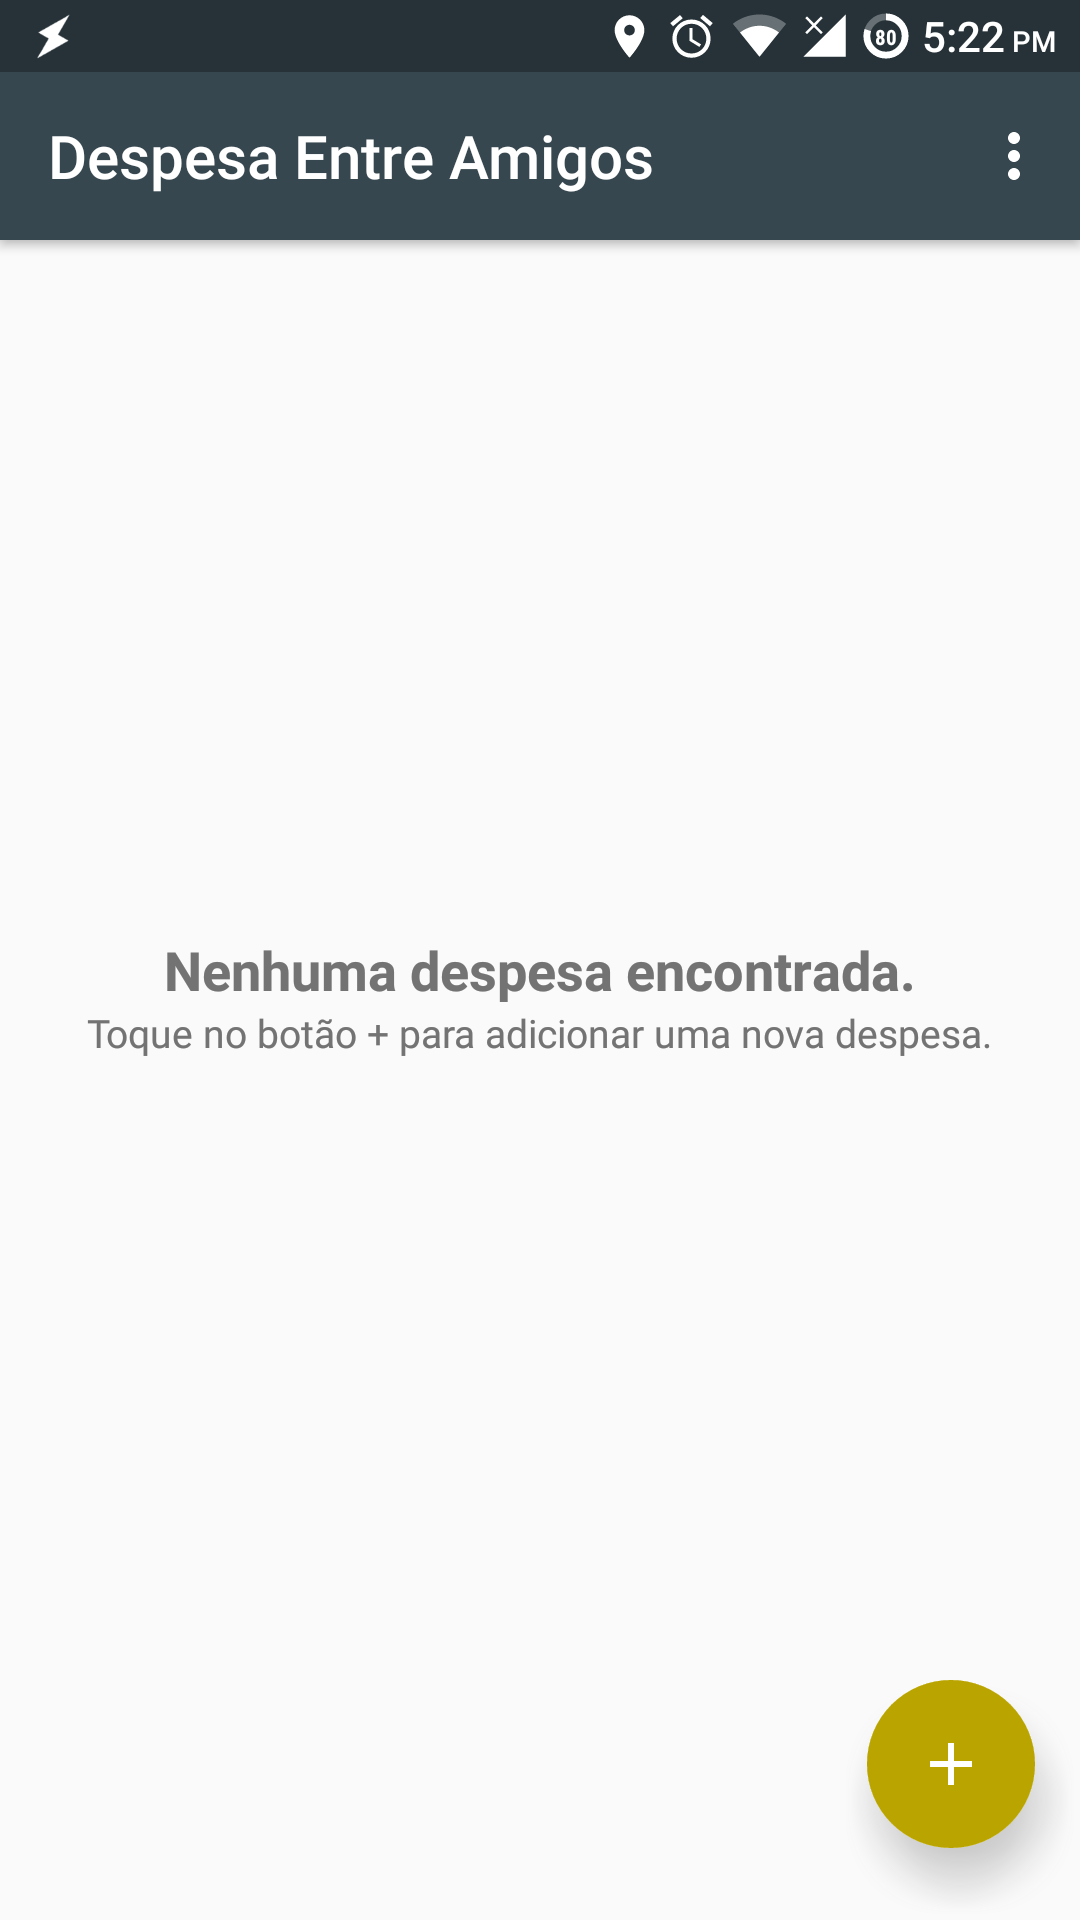 80 5:22 PM
Despesa Entre Amigos
Nenhuma despesa encontrada.
Toque no botão + para adicionar uma nova despesa.